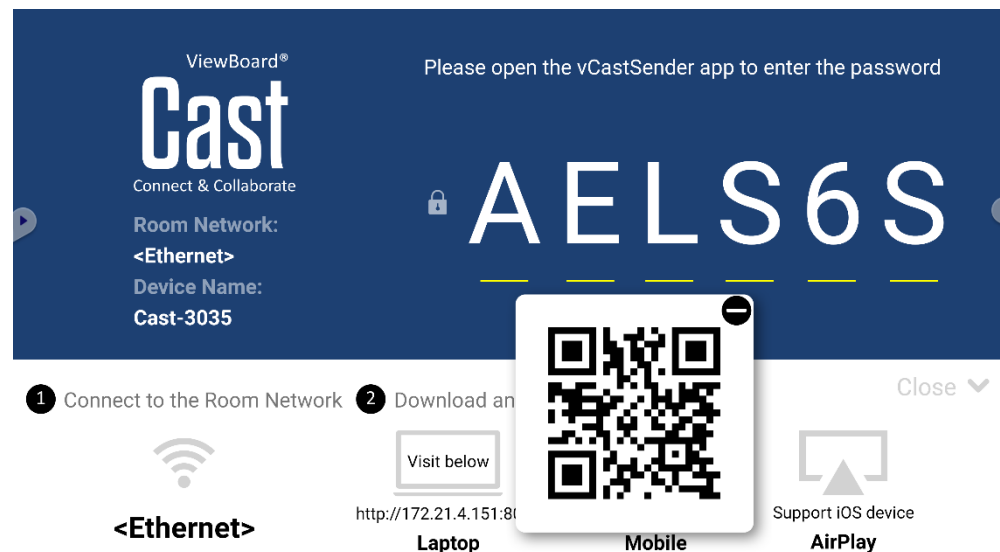 ViewBoard®
Cast
Connect & Collaborate
Room Network:
<Ethernet>
Device Name:
Cast-3035
Please open the vCastSender app to enter the password
AELS6S
Close
1 Connect to the Room Network
2 Download an
<Ethernet>
Visit below
http://172.21.4.151:80
Laptop
Mobile
Support iOS device
AirPlay